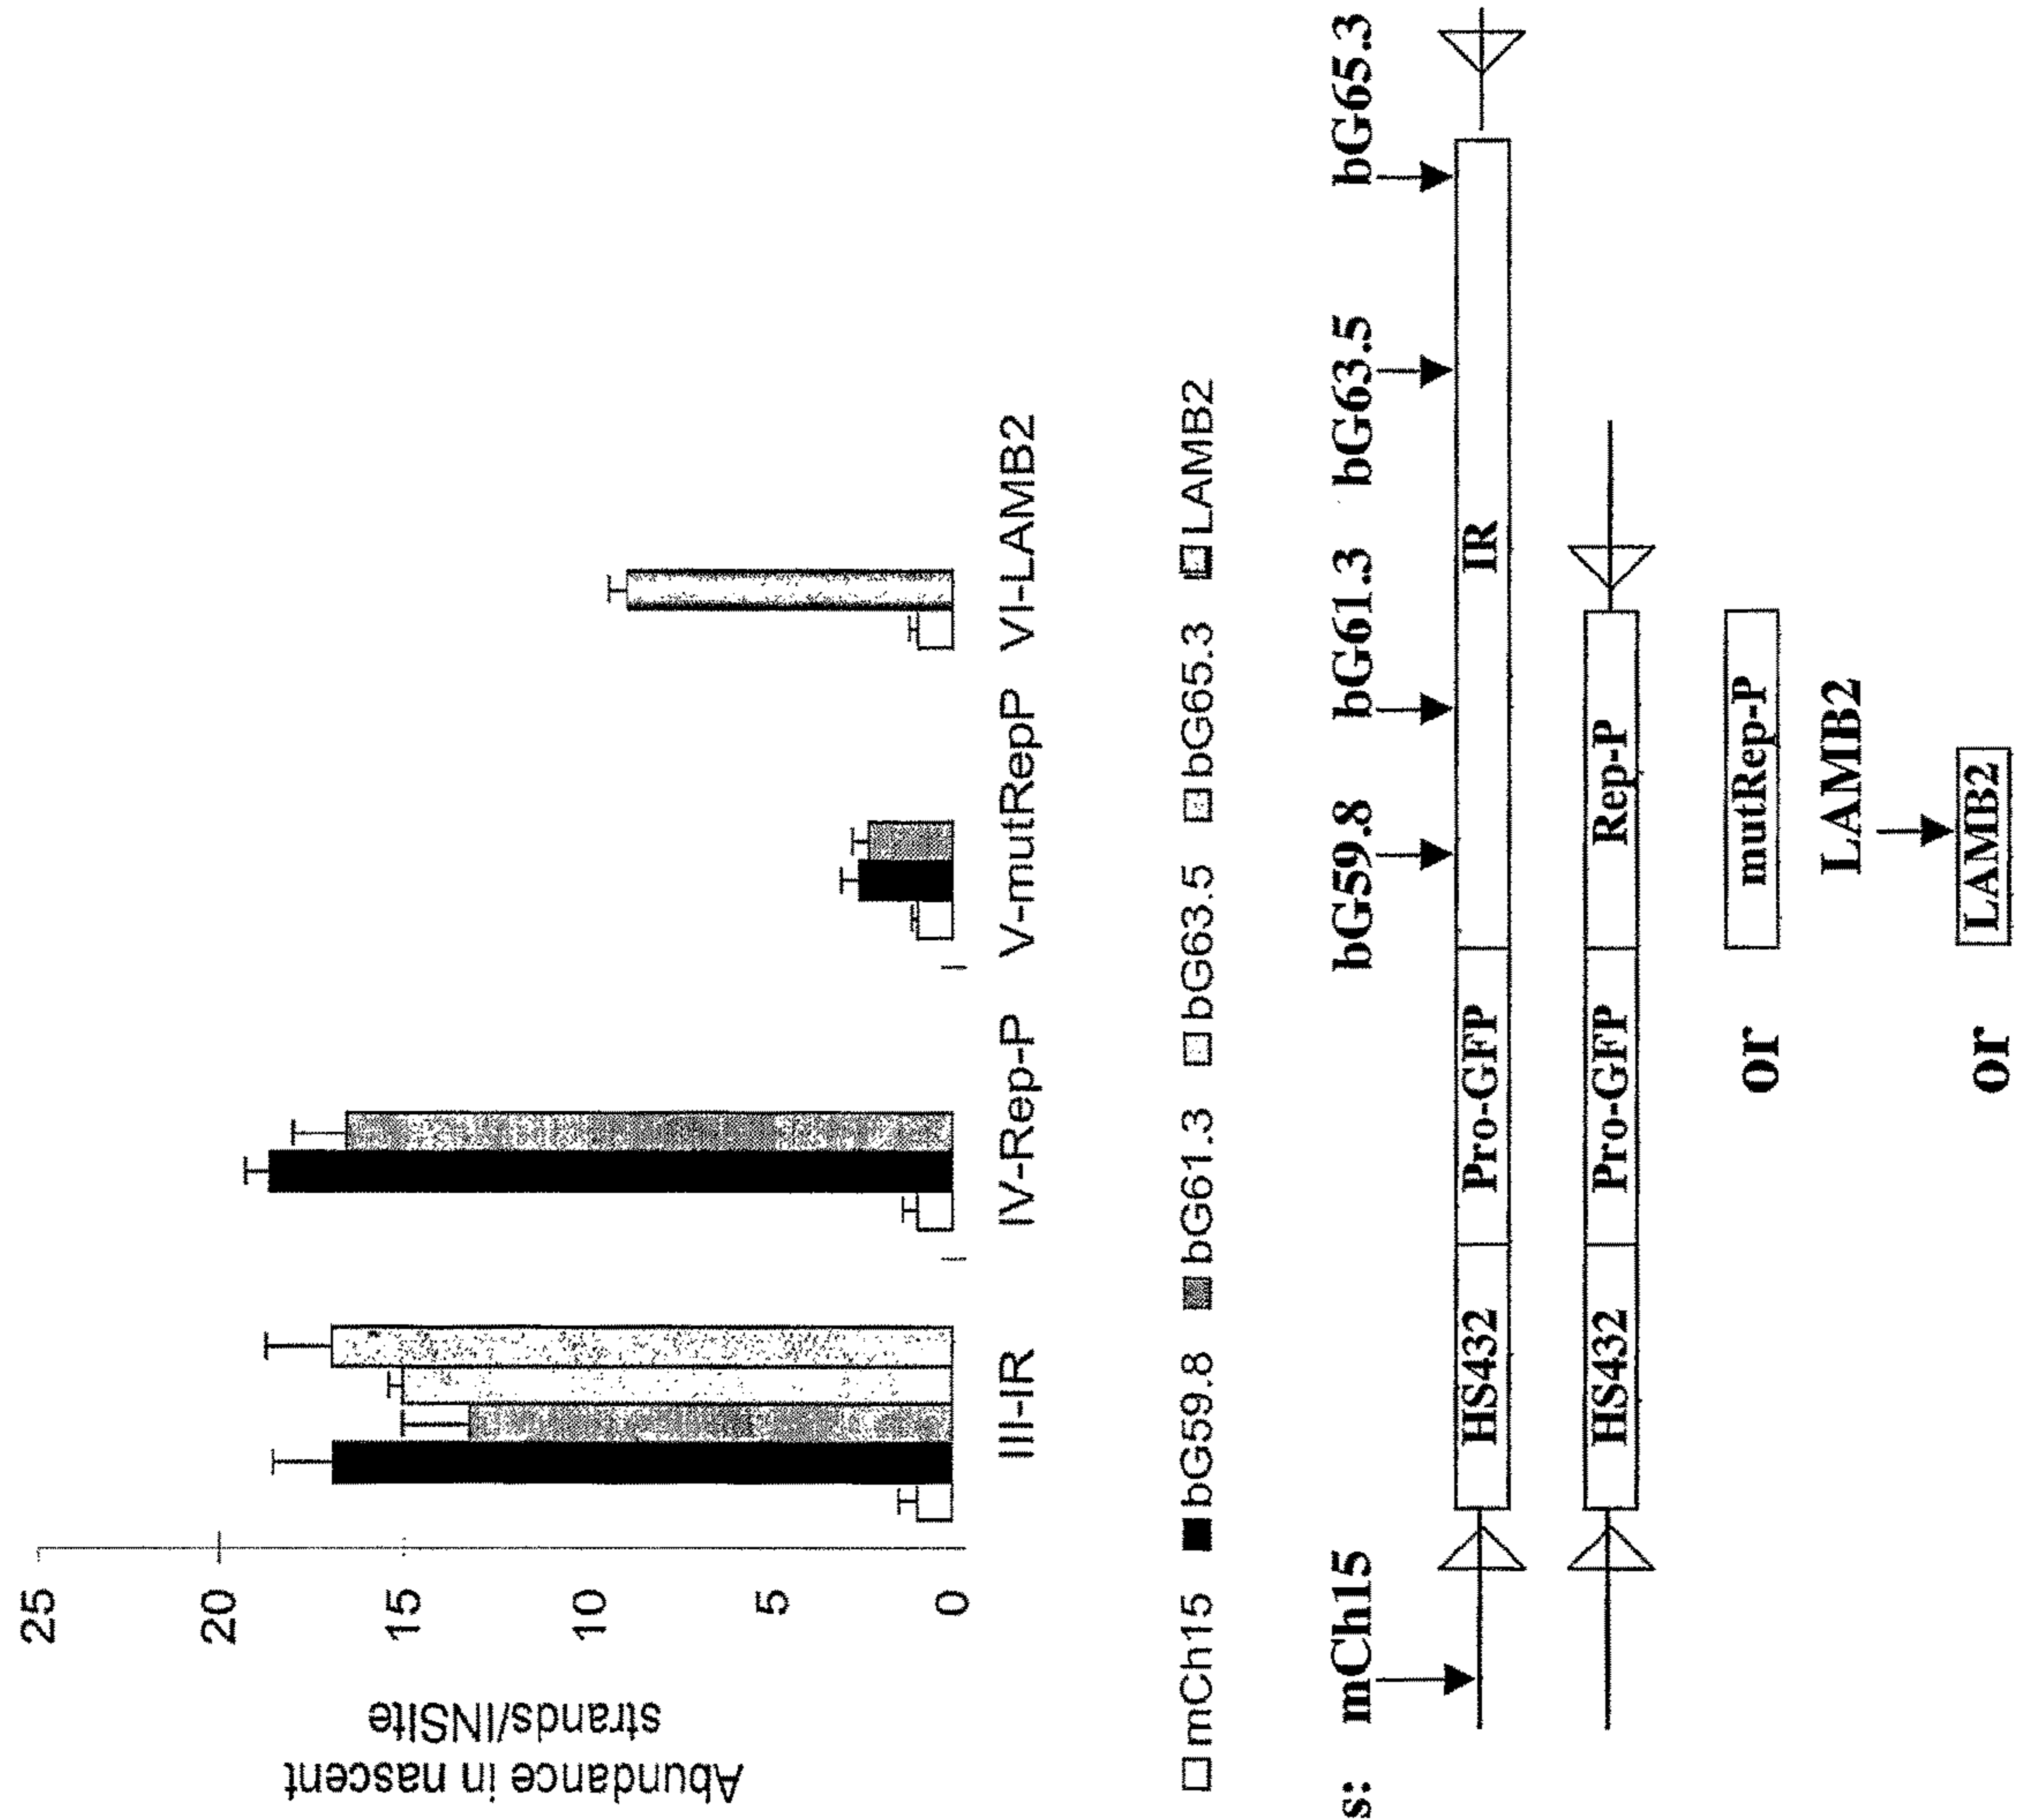 Abundance in nascent
strands/INSIte
25
20
15
10
5
0
III-IR IV-Rep-P V-mutRepP VI-LAMB2
mCh15 bG59.8 bG61.3 bG63.5 bG65.3 LAMB2
s: mCh15 bG59.8 bG61.3 bG63.5 bG65.3
HS432 Pro-GFP IR
HS432 Pro-GFP Rep-P
or mutRep-P
LAMB2
or LAMB2